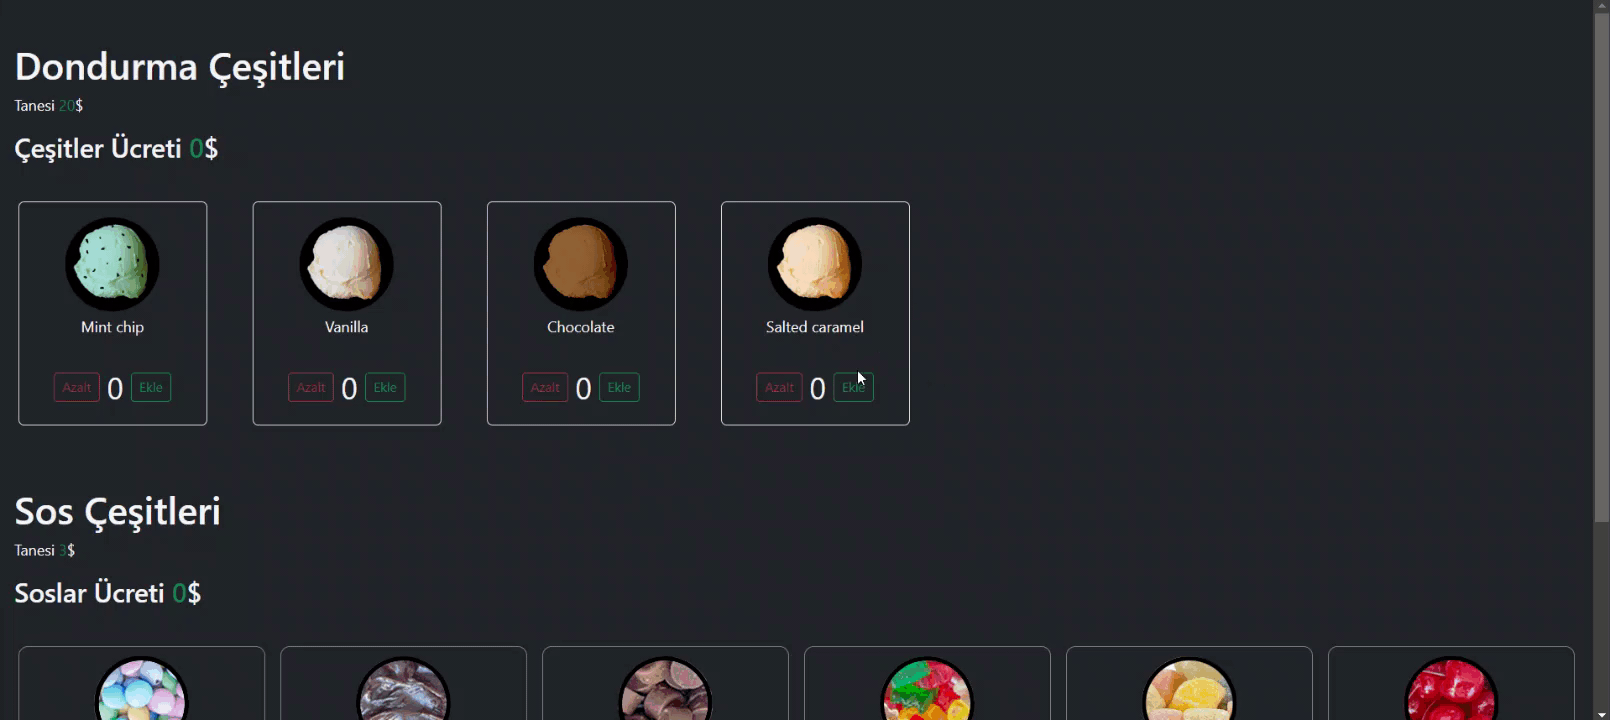 Dondurma Çeşitleri
Tanesi 20$
Çeşitler Ücreti 0$
Mint chip
Vanilla
Chocolate
Salted caramel
Azalt 0 Ekle
Azalt 0 Ekle
Azalt 0 Ekle
Azalt 0 Ekle
Sos Çeşitleri
Tanesi 3$
Soslar Ücreti 0$